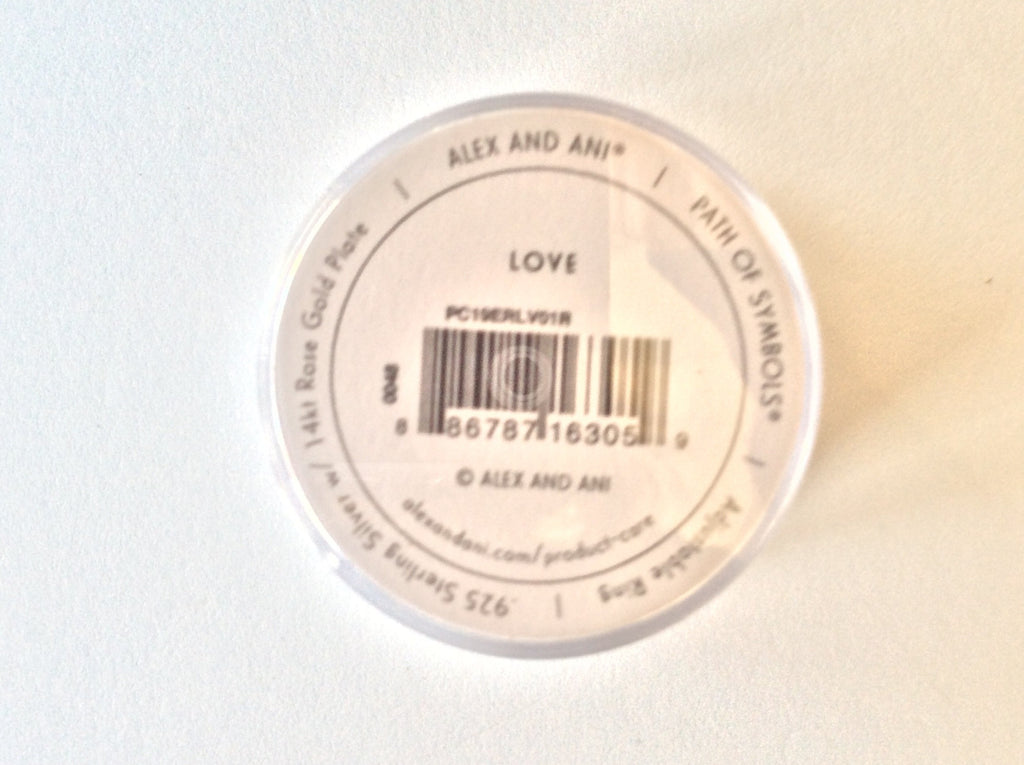 ALEX AND ANI® | PATH OF SYMBOLS® | Adjustable Ring | .925 Sterling Silver w/ 14kt Rose Gold Plate |
LOVE
PC19ERLV01R
0048
8 86787 16305 9
© ALEX AND ANI
alexandani.com/product-care